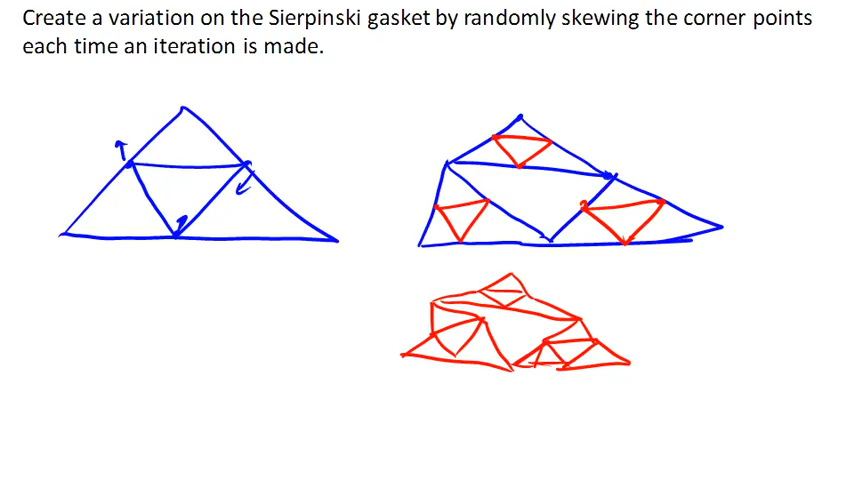 Create a variation on the Sierpinski gasket by randomly skewing the corner points
each time an iteration is made.